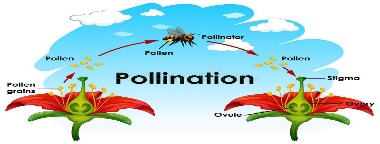 Pollen
Pollen
Pollinator
Pollen
Pollen
grains
Pollination
Stigma
Ovary
Ovule